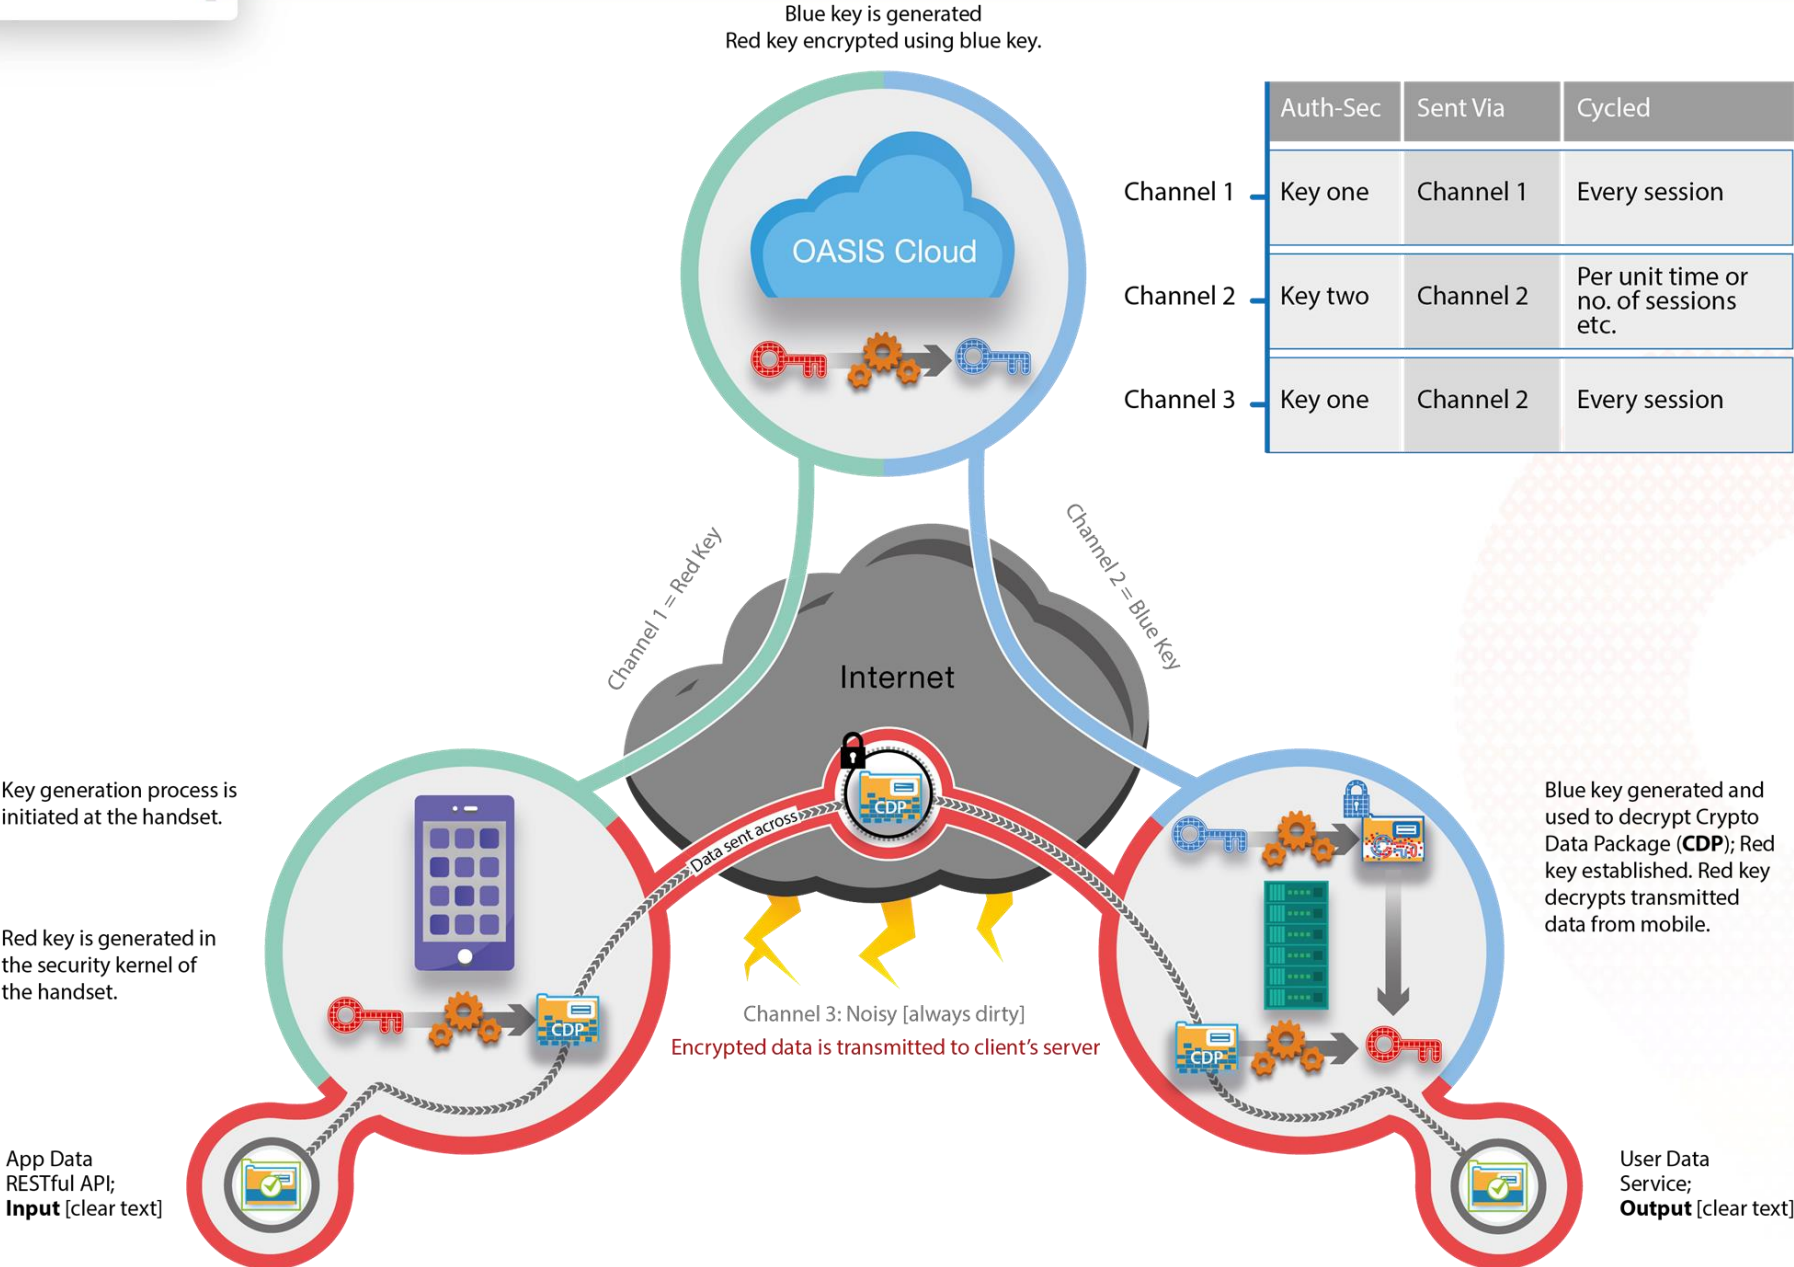 Blue key is generated
Red key encrypted using blue key.
OASIS Cloud
Auth-Sec Sent Via Cycled
Channel 1 Key one Channel 1 Every session
Channel 2 Key two Channel 2 Per unit time or
no. of sessions
etc.
Channel 3 Key one Channel 2 Every session
Channel 1 = Red Key
Channel 2 = Blue Key
Internet
CDP
Data sent across
Key generation process is
initiated at the handset.
Red key is generated in
the security kernel of
the handset.
CDP
Channel 3: Noisy [always dirty]
Encrypted data is transmitted to client's server
Blue key generated and
used to decrypt Crypto
Data Package (CDP); Red
key established. Red key
decrypts transmitted
data from mobile.
CDP
App Data
RESTful API;
Input [clear text]
User Data
Service;
Output [clear text]